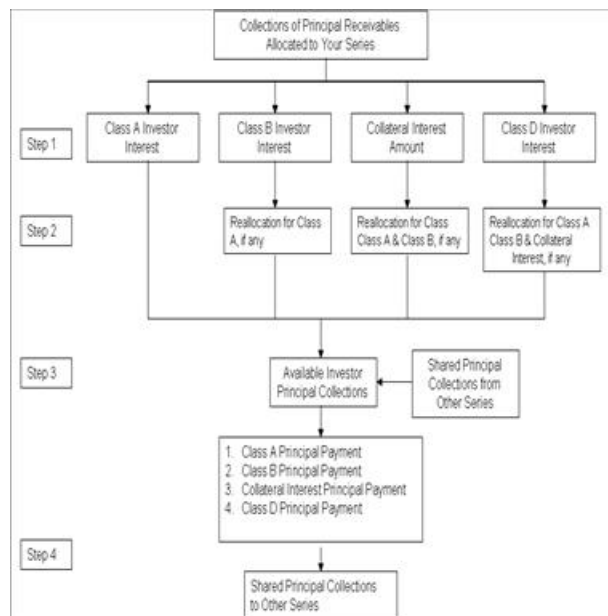 Collections of Principal Receivables
Allocated to Your Series
Step 1
Class A Investor
Interest
Class B Investor
Interest
Collateral Interest
Amount
Class D Investor
Interest
Step 2
Reallocation for Class
A, if any
Reallocation for Class
Class A & Class B, if any
Reallocation for Class A
Class B & Collateral
Interest, if any
Step 3
Available Investor
Principal Collections
Shared Principal
Collections from
Other Series
1. Class A Principal Payment
2. Class B Principal Payment
3. Collateral Interest Principal Payment
4. Class D Principal Payment
Step 4
Shared Principal Collections
to Other Series